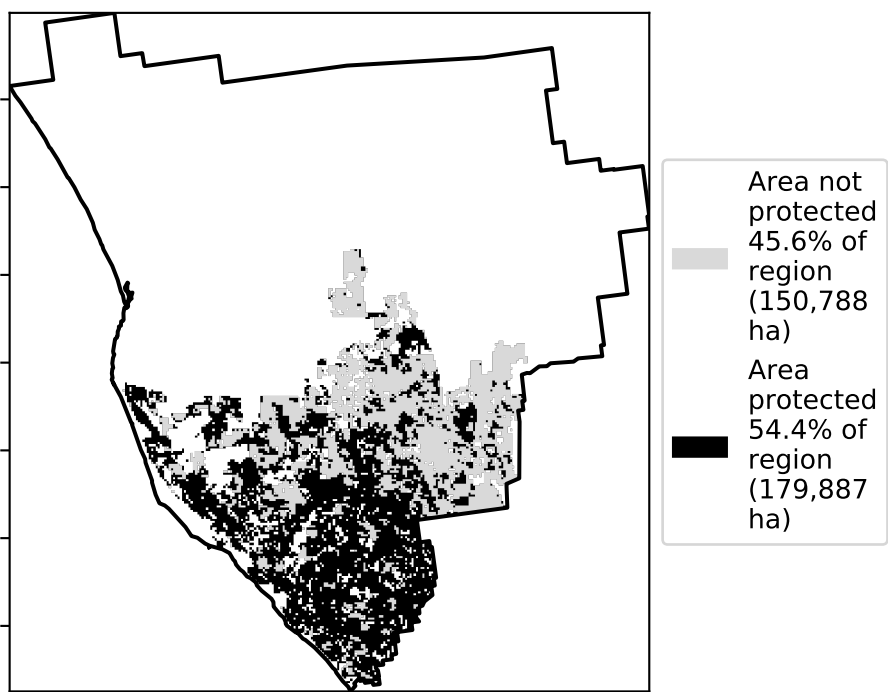 Area not
protected
45.6% of
region
(150,788
ha)
Area
protected
54.4% of
region
(179,887
ha)